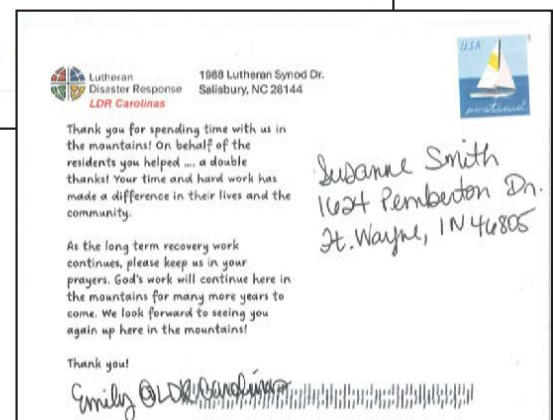 Lutheran
Disaster Response
LDR Carolinas
1988 Lutheran Synod Dr.
Salisbury, NC 28144
USA
postcard
Thank you for spending time with us in
the mountains! On behalf of the
residents you helped .... a double
thanks! Your time and hard work has
made a difference in their lives and the
community.
As the long term recovery work
continues, please keep us in your
prayers. God's work will continue here in
the mountains for many more years to
come. We look forward to seeing you
again up here in the mountains!
Thank you!
Emily @LDR Carolinas
Susanne Smith
1624 Pemberton Dr.
Ft. Wayne, IN 46805